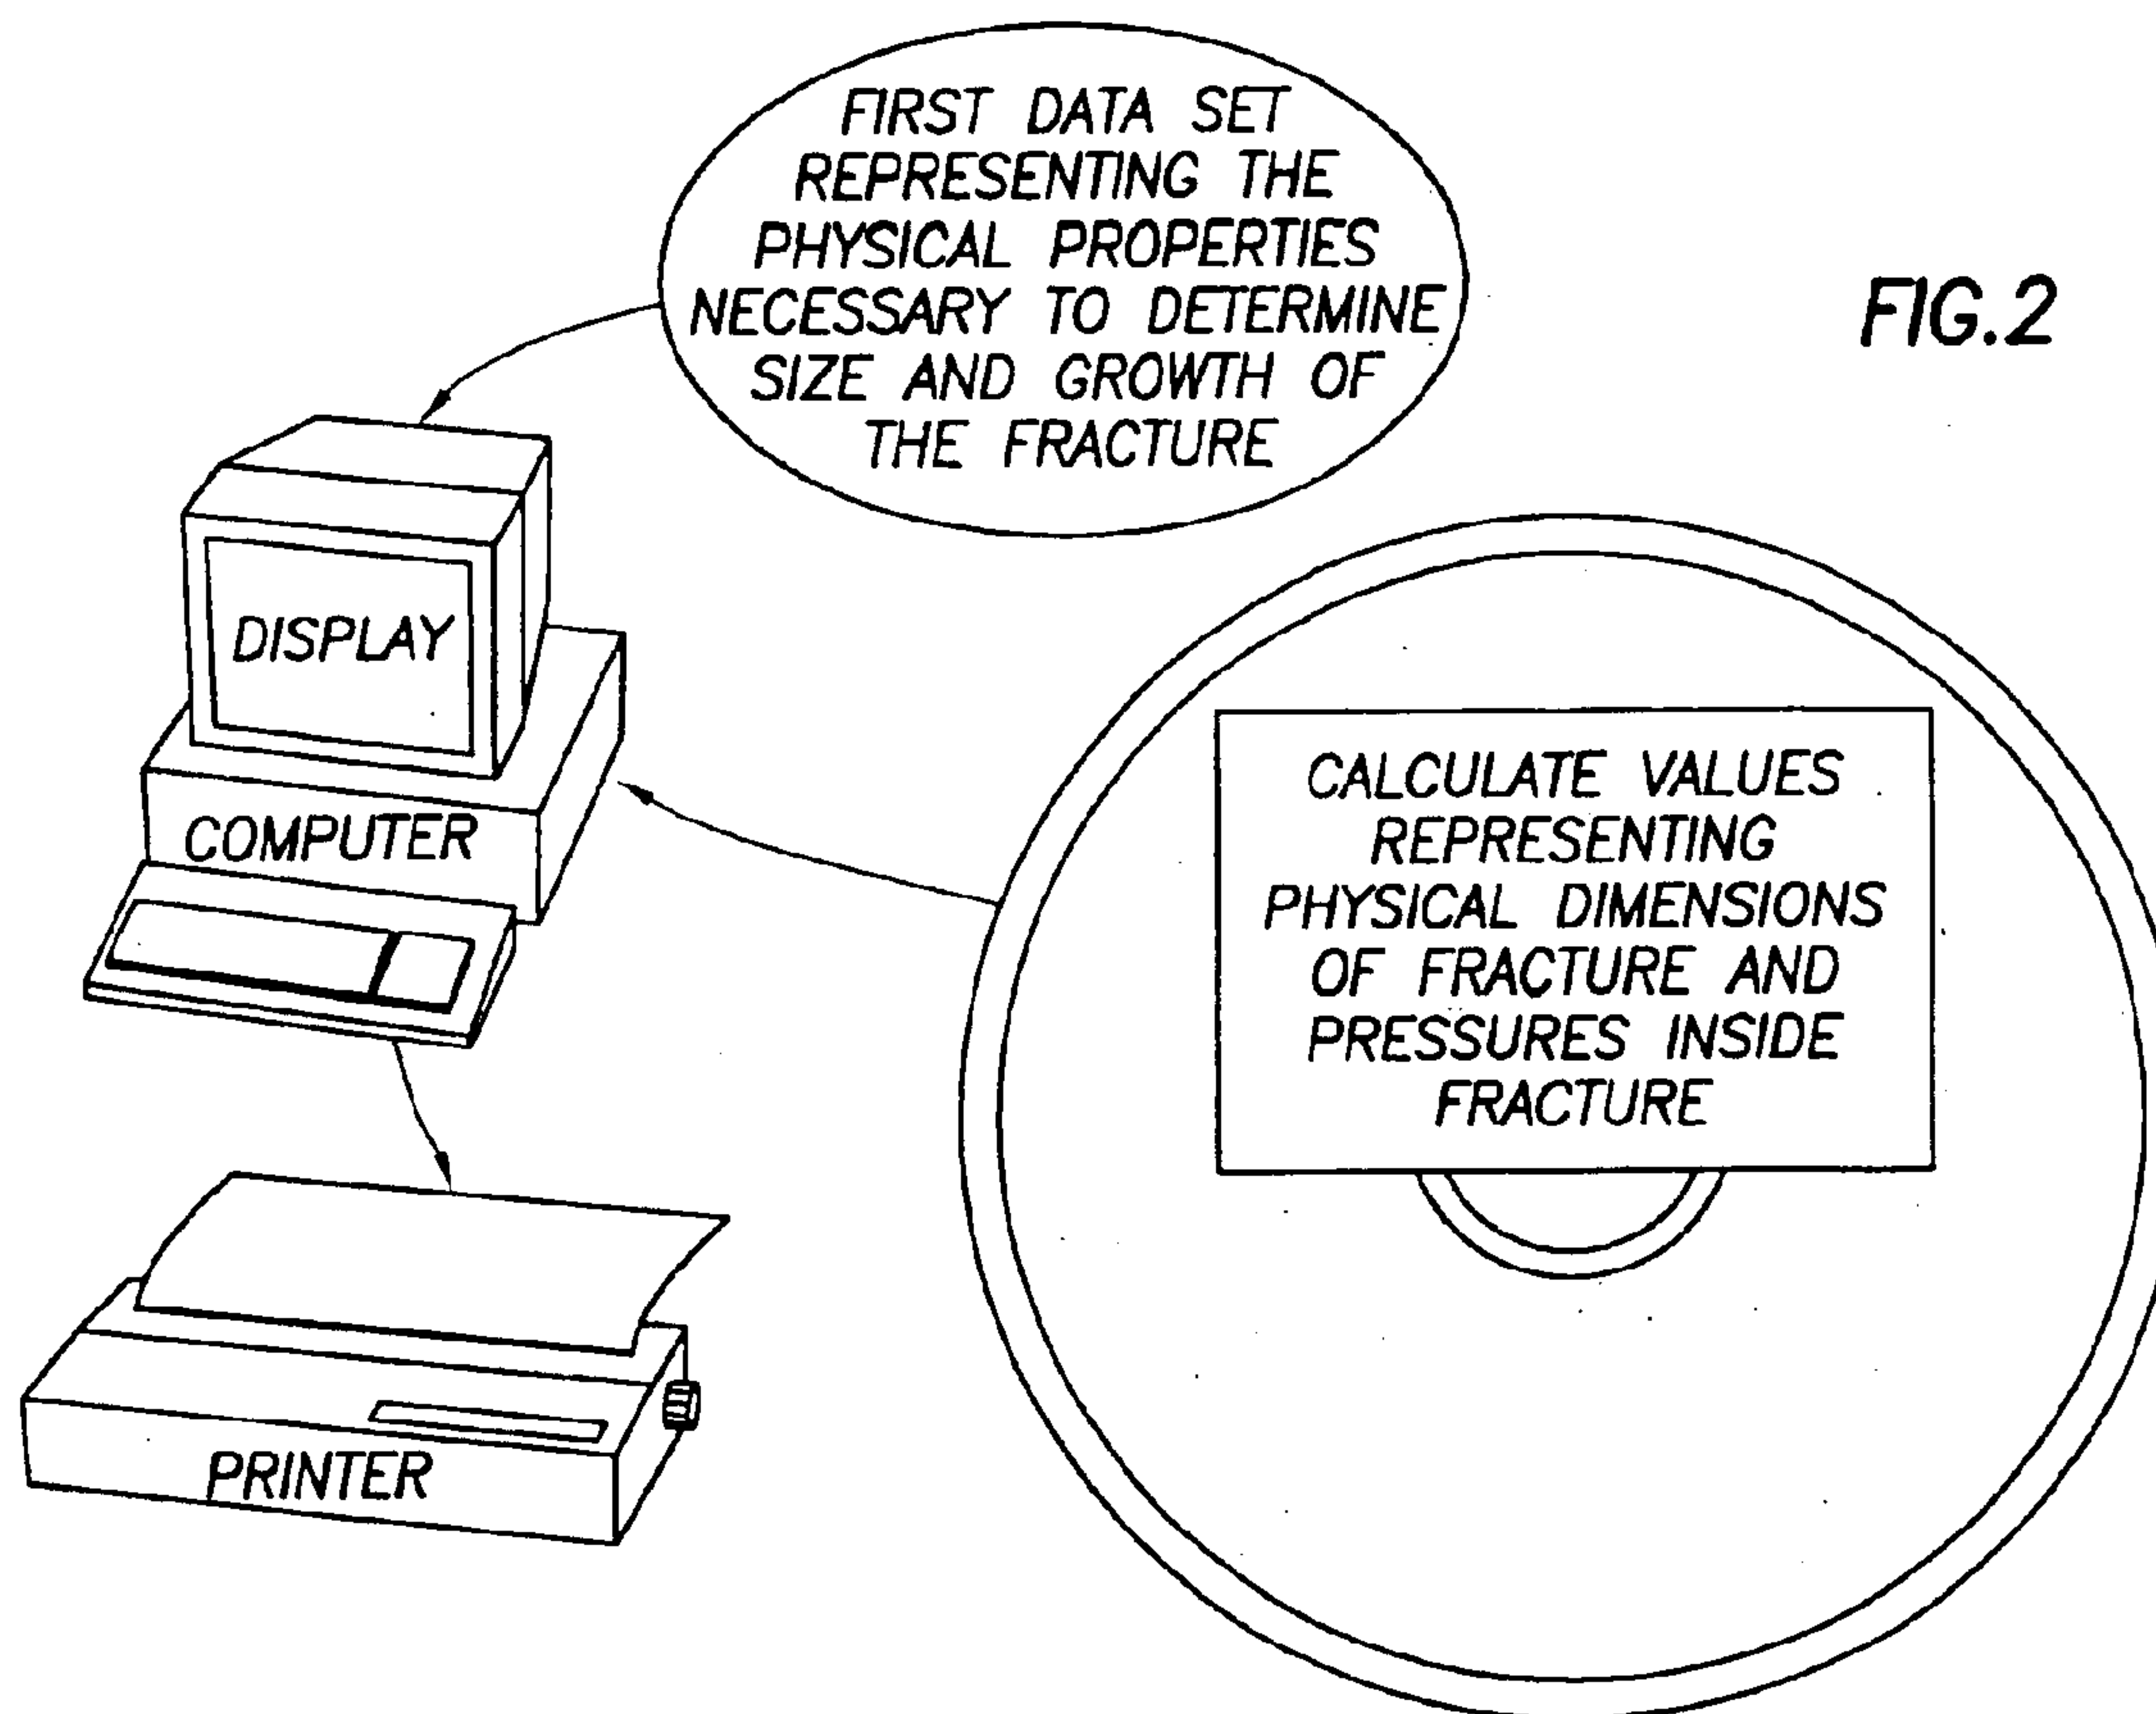 FIRST DATA SET
REPRESENTING THE
PHYSICAL PROPERTIES
NECESSARY TO DETERMINE
SIZE AND GROWTH OF
THE FRACTURE
FIG.2
DISPLAY
COMPUTER
CALCULATE VALUES
REPRESENTING
PHYSICAL DIMENSIONS
OF FRACTURE AND
PRESSURES INSIDE
FRACTURE
PRINTER